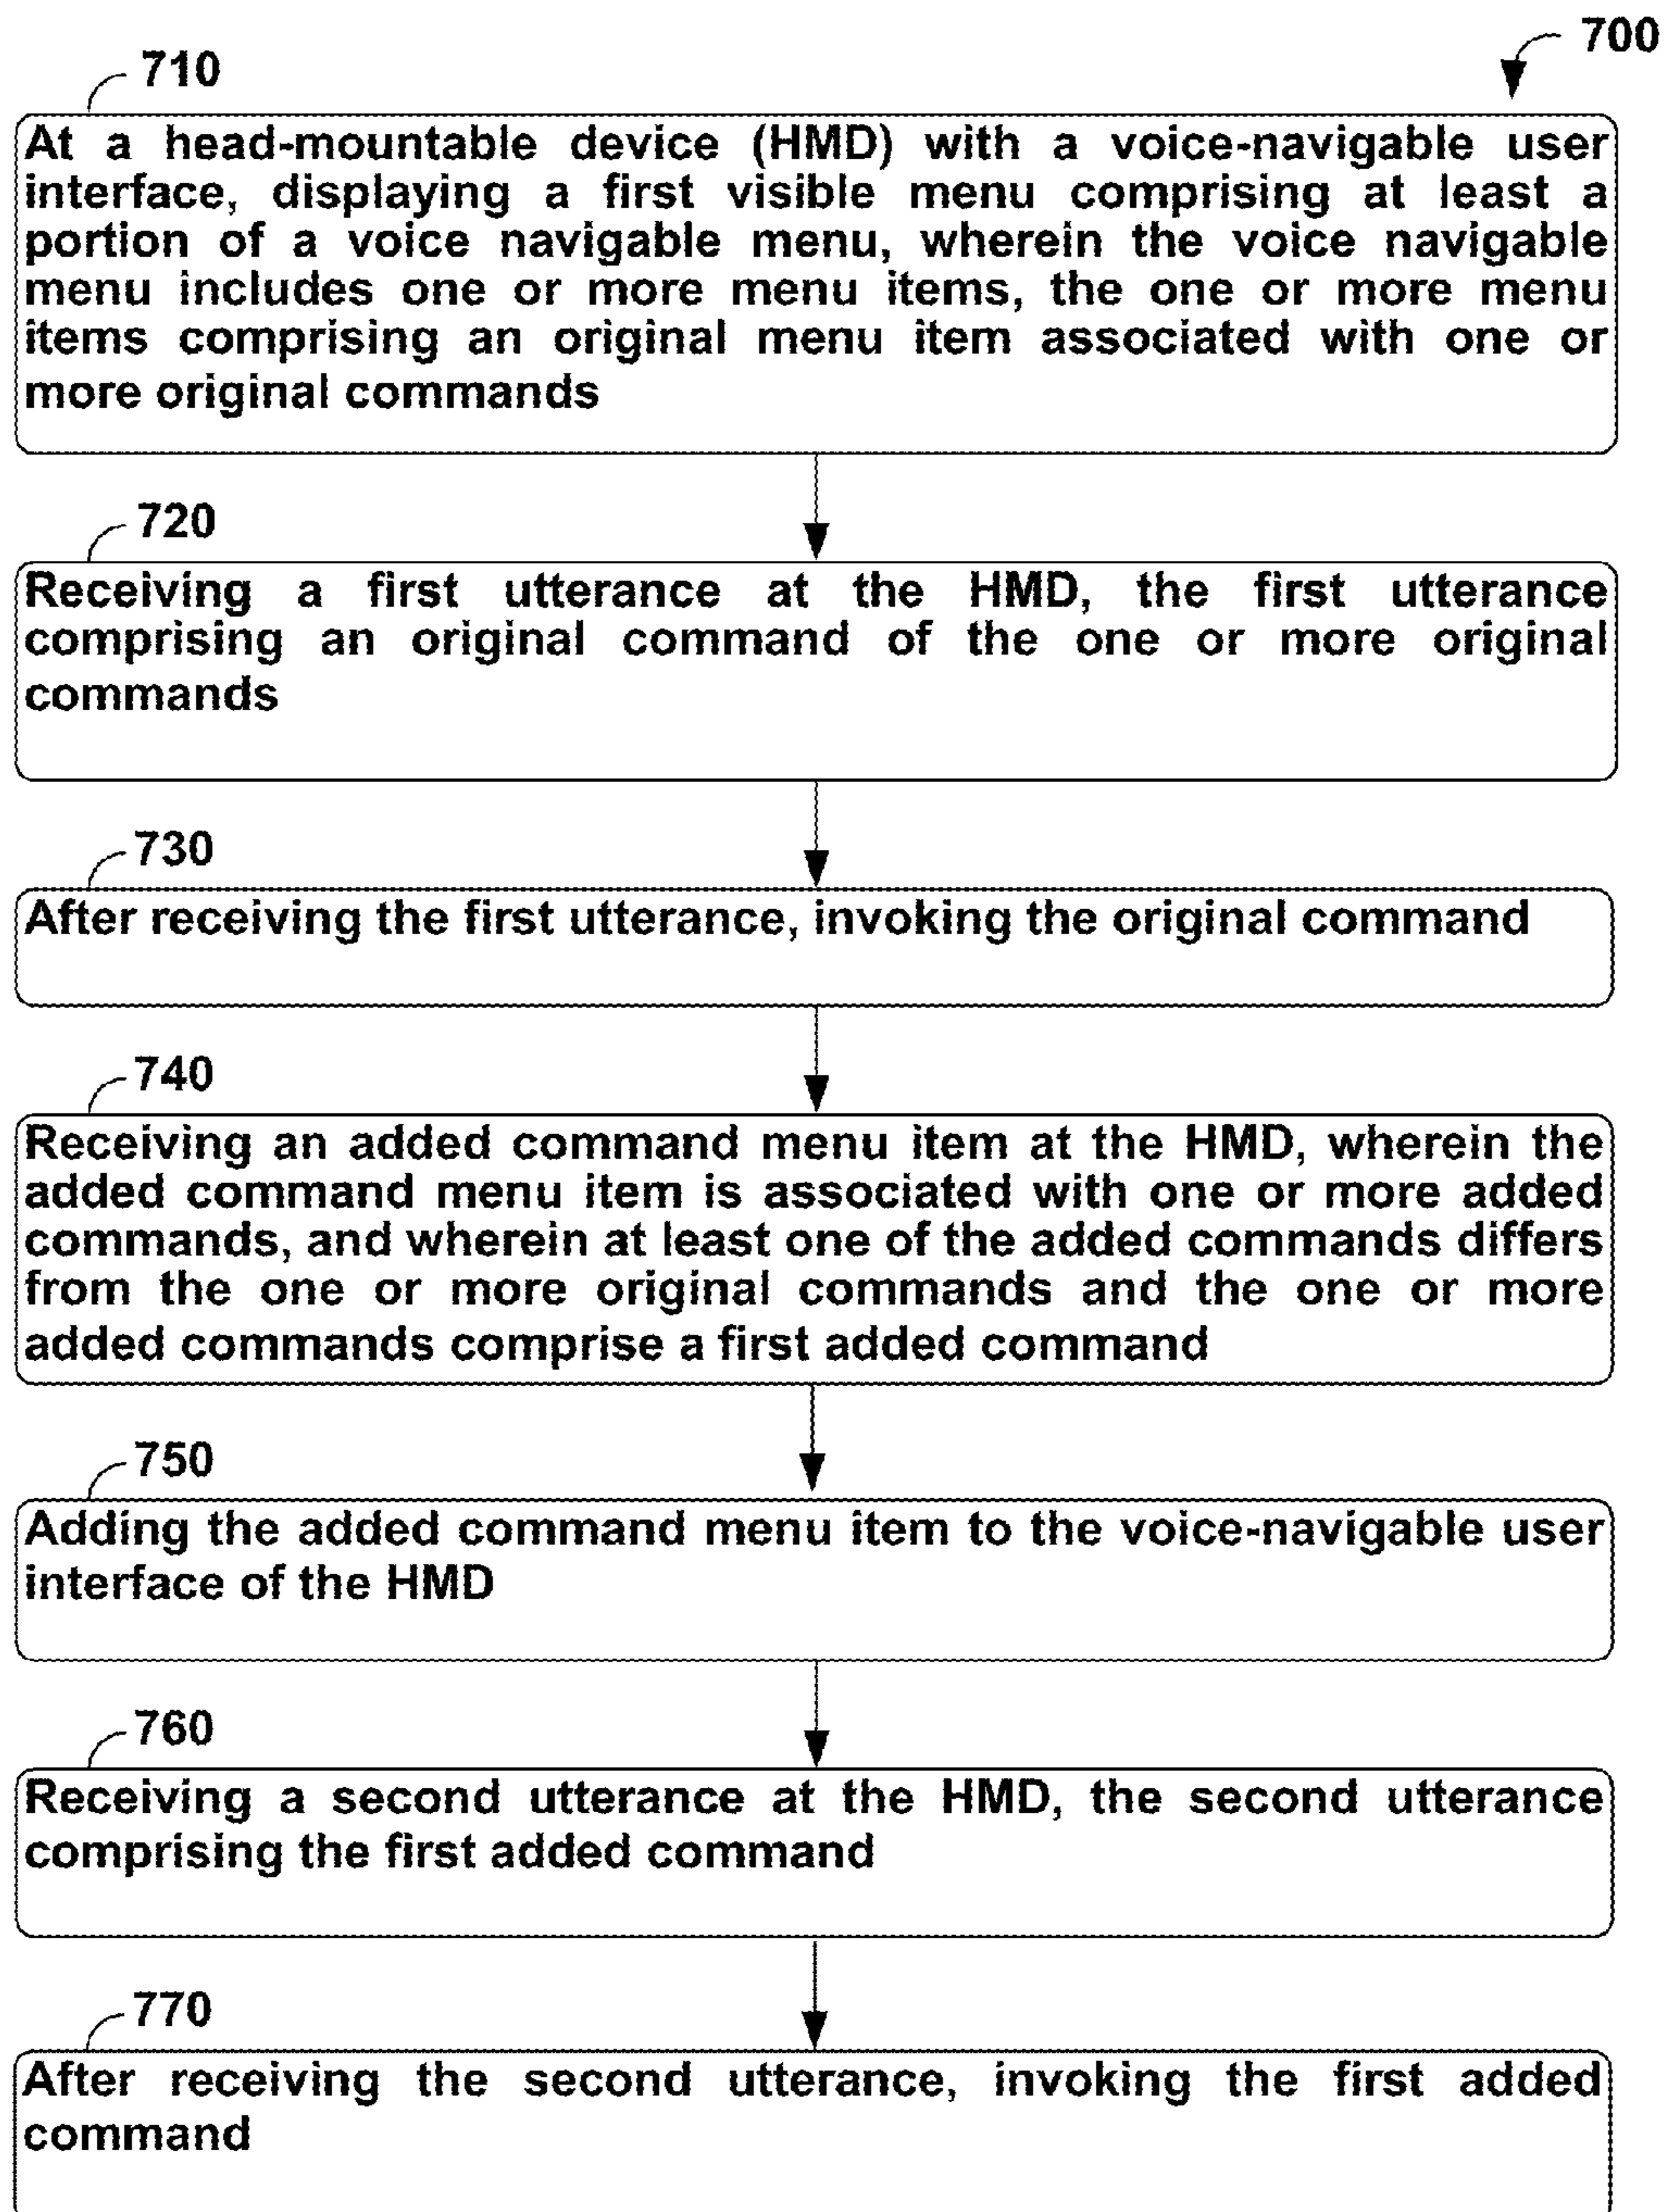 700
710
At a head-mountable device (HMD) with a voice-navigable user
interface, displaying a first visible menu comprising at least a
portion of a voice navigable menu, wherein the voice navigable
menu includes one or more menu items, the one or more menu
items comprising an original menu item associated with one or
more original commands
720
Receiving a first utterance at the HMD, the first utterance
comprising an original command of the one or more original
commands
730
After receiving the first utterance, invoking the original command
740
Receiving an added command menu item at the HMD, wherein the
added command menu item is associated with one or more added
commands, and wherein at least one of the added commands differs
from the one or more original commands and the one or more
added commands comprise a first added command
750
Adding the added command menu item to the voice-navigable user
interface of the HMD
760
Receiving a second utterance at the HMD, the second utterance
comprising the first added command
770
After receiving the second utterance, invoking the first added
command